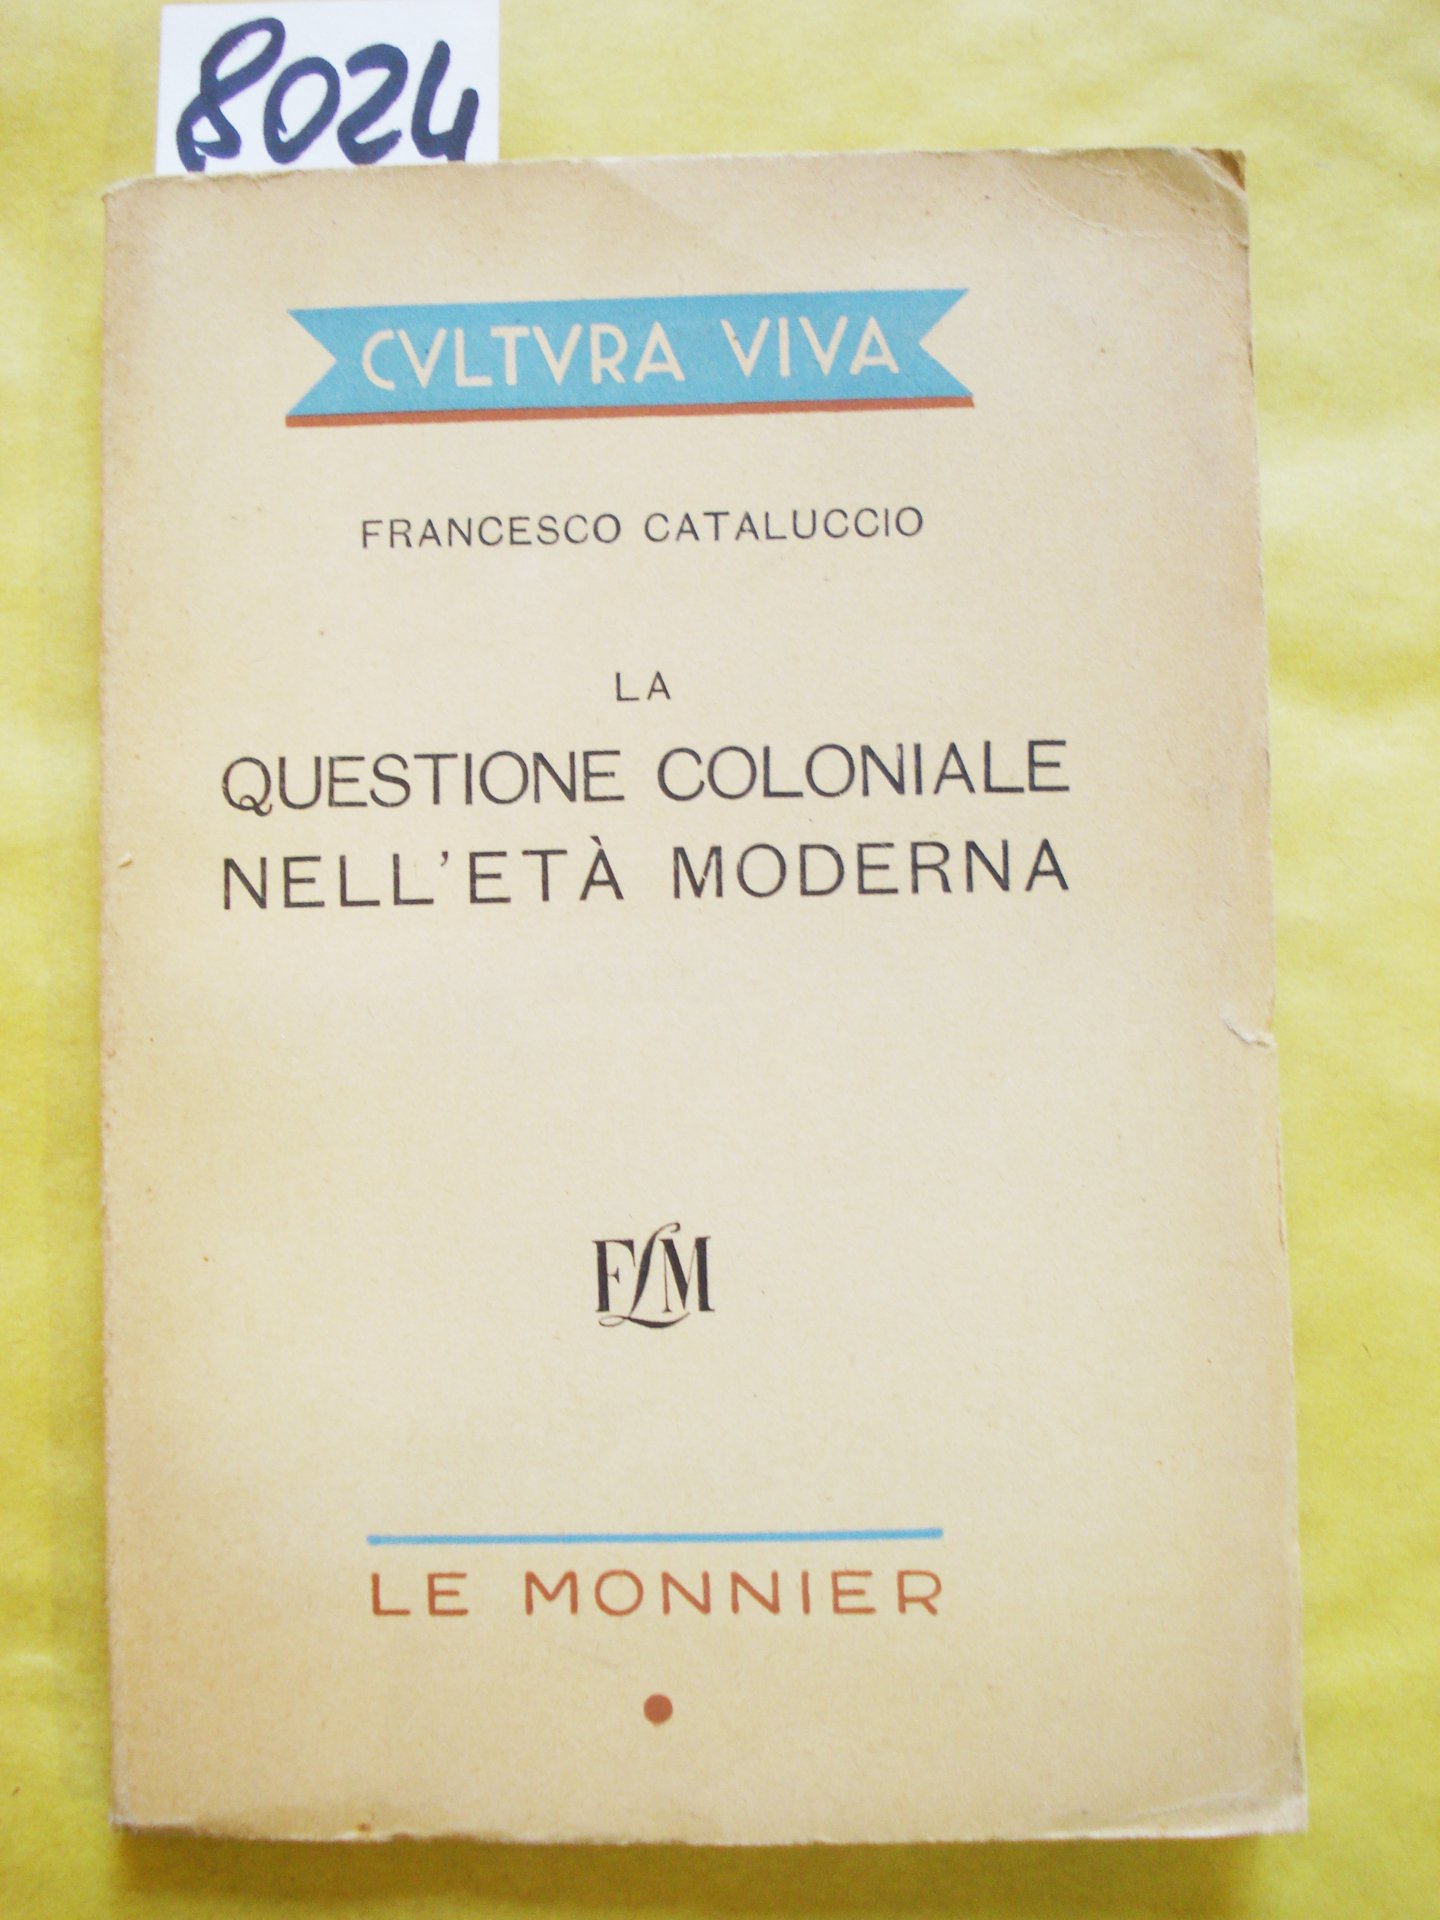 8024
CVLTVRA VIVA
FRANCESCO CATALUCCIO
LA
QUESTIONE COLONIALE
NELL'ETÀ MODERNA
FLM
LE MONNIER